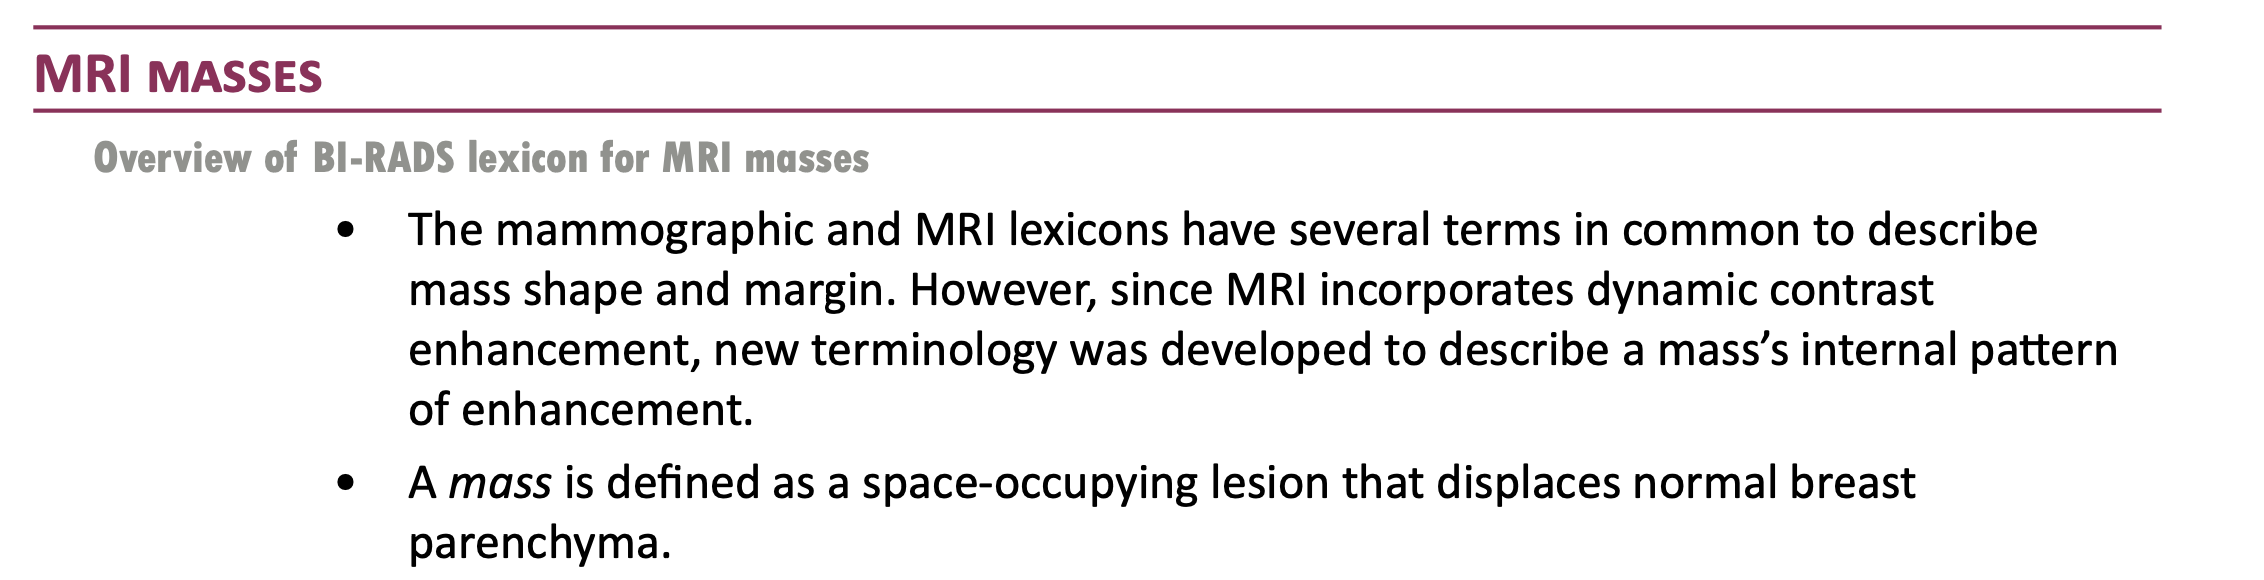 MRI MASSES
Overview of BI-RADS lexicon for MRI masses
• The mammographic and MRI lexicons have several terms in common to describe
mass shape and margin. However, since MRI incorporates dynamic contrast
enhancement, new terminology was developed to describe a mass’s internal pattern
of enhancement.
• A mass is defined as a space-occupying lesion that displaces normal breast
parenchyma.